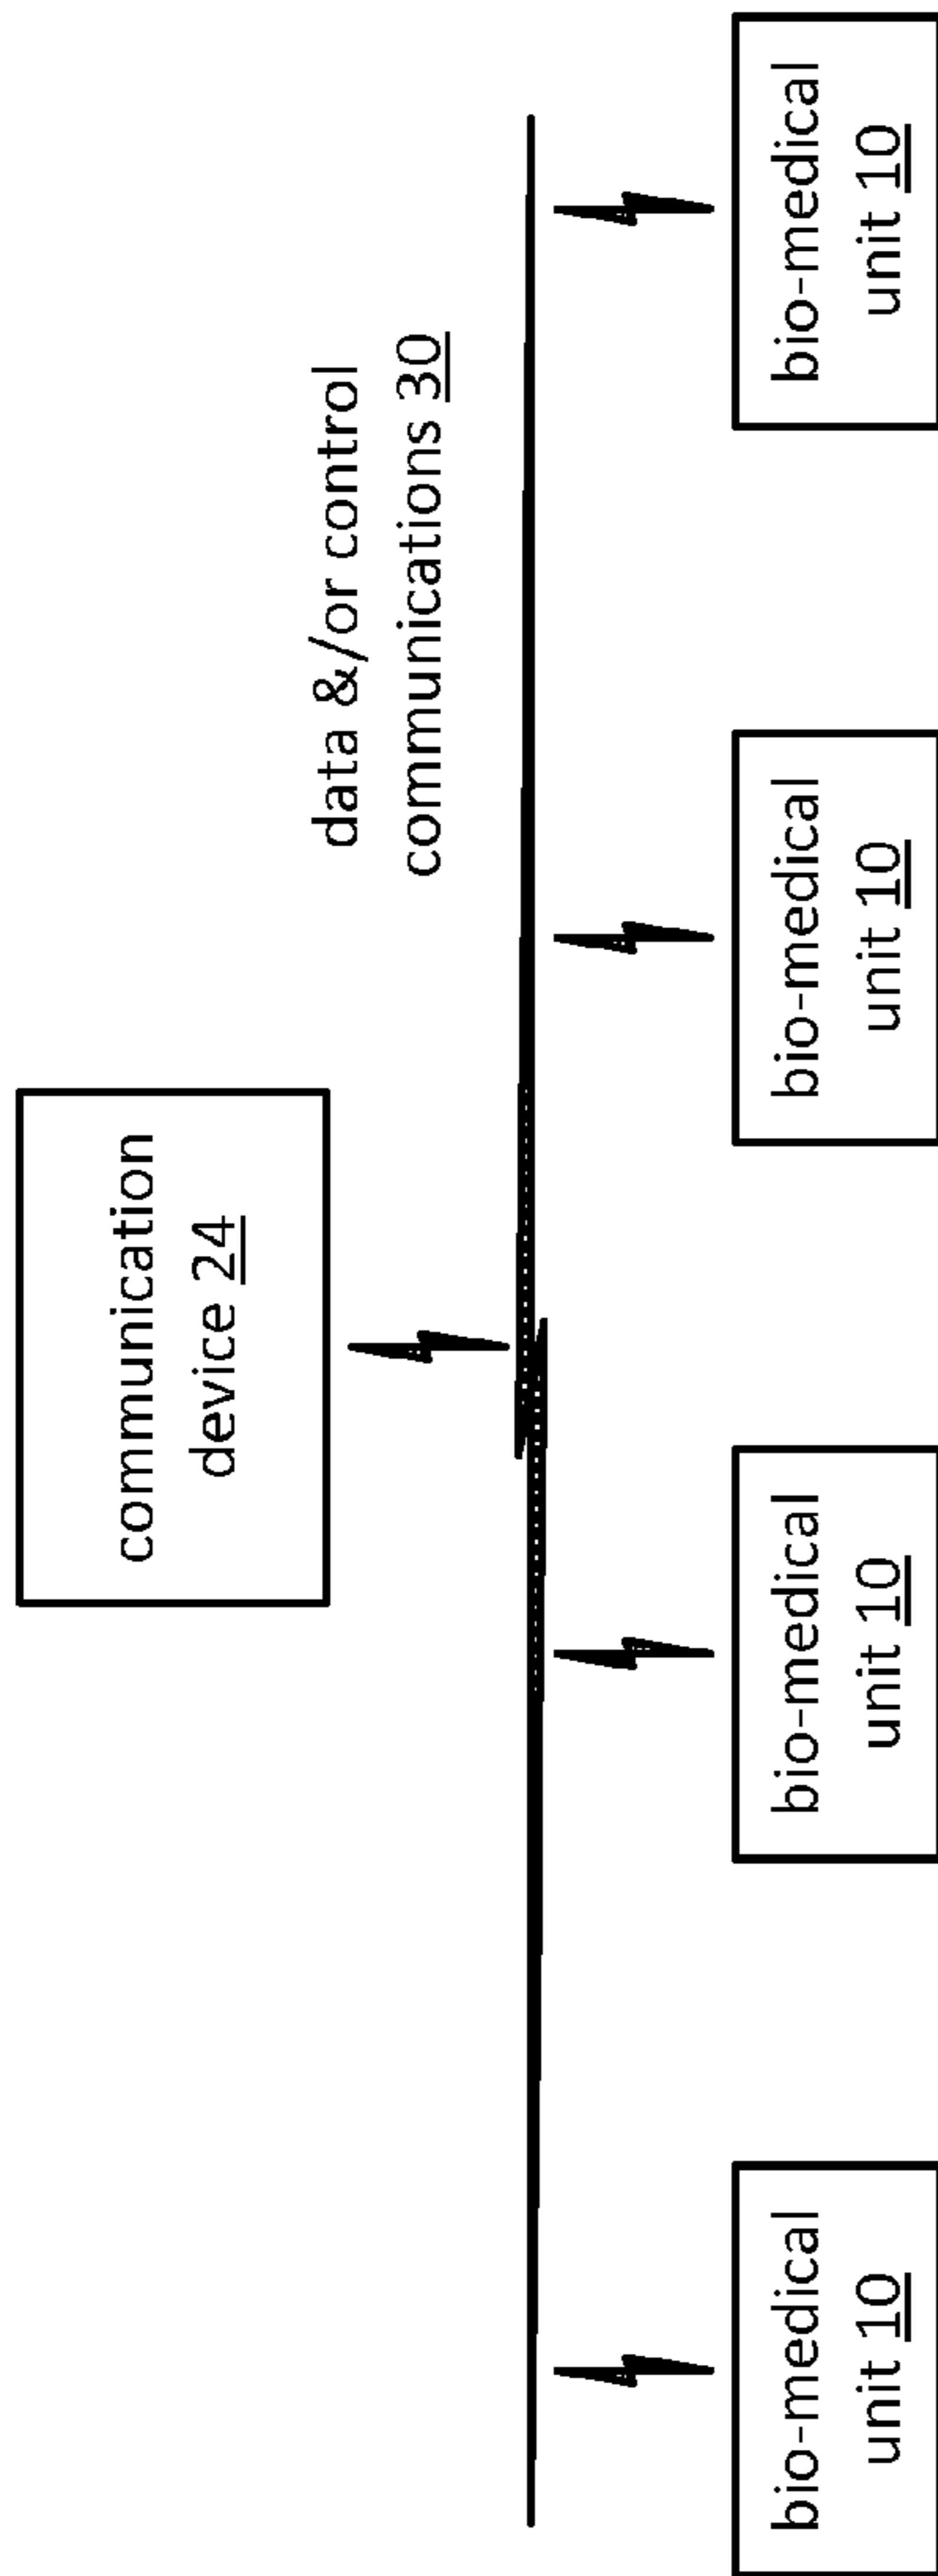 communication
device 24
data &/or control
communications 30
bio-medical
unit 10
bio-medical
unit 10
bio-medical
unit 10
bio-medical
unit 10